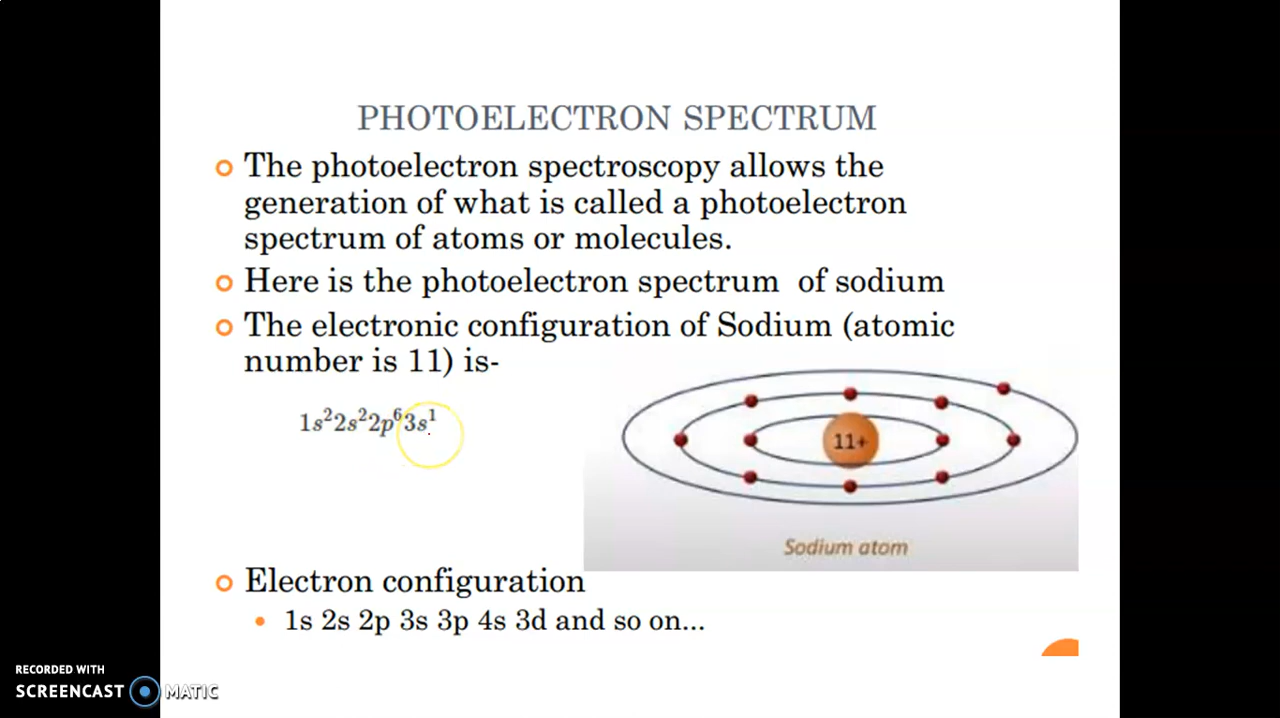 PHOTOELECTRON SPECTRUM
The photoelectron spectroscopy allows the
generation of what is called a photoelectron
spectrum of atoms or molecules.
Here is the photoelectron spectrum of sodium
The electronic configuration of Sodium (atomic
number is 11) is-
1s²2s²2p⁶3s¹
11+
Sodium atom
Electron configuration
1s 2s 2p 3s 3p 4s 3d and so on...
RECORDED WITH
SCREENCAST MATIC